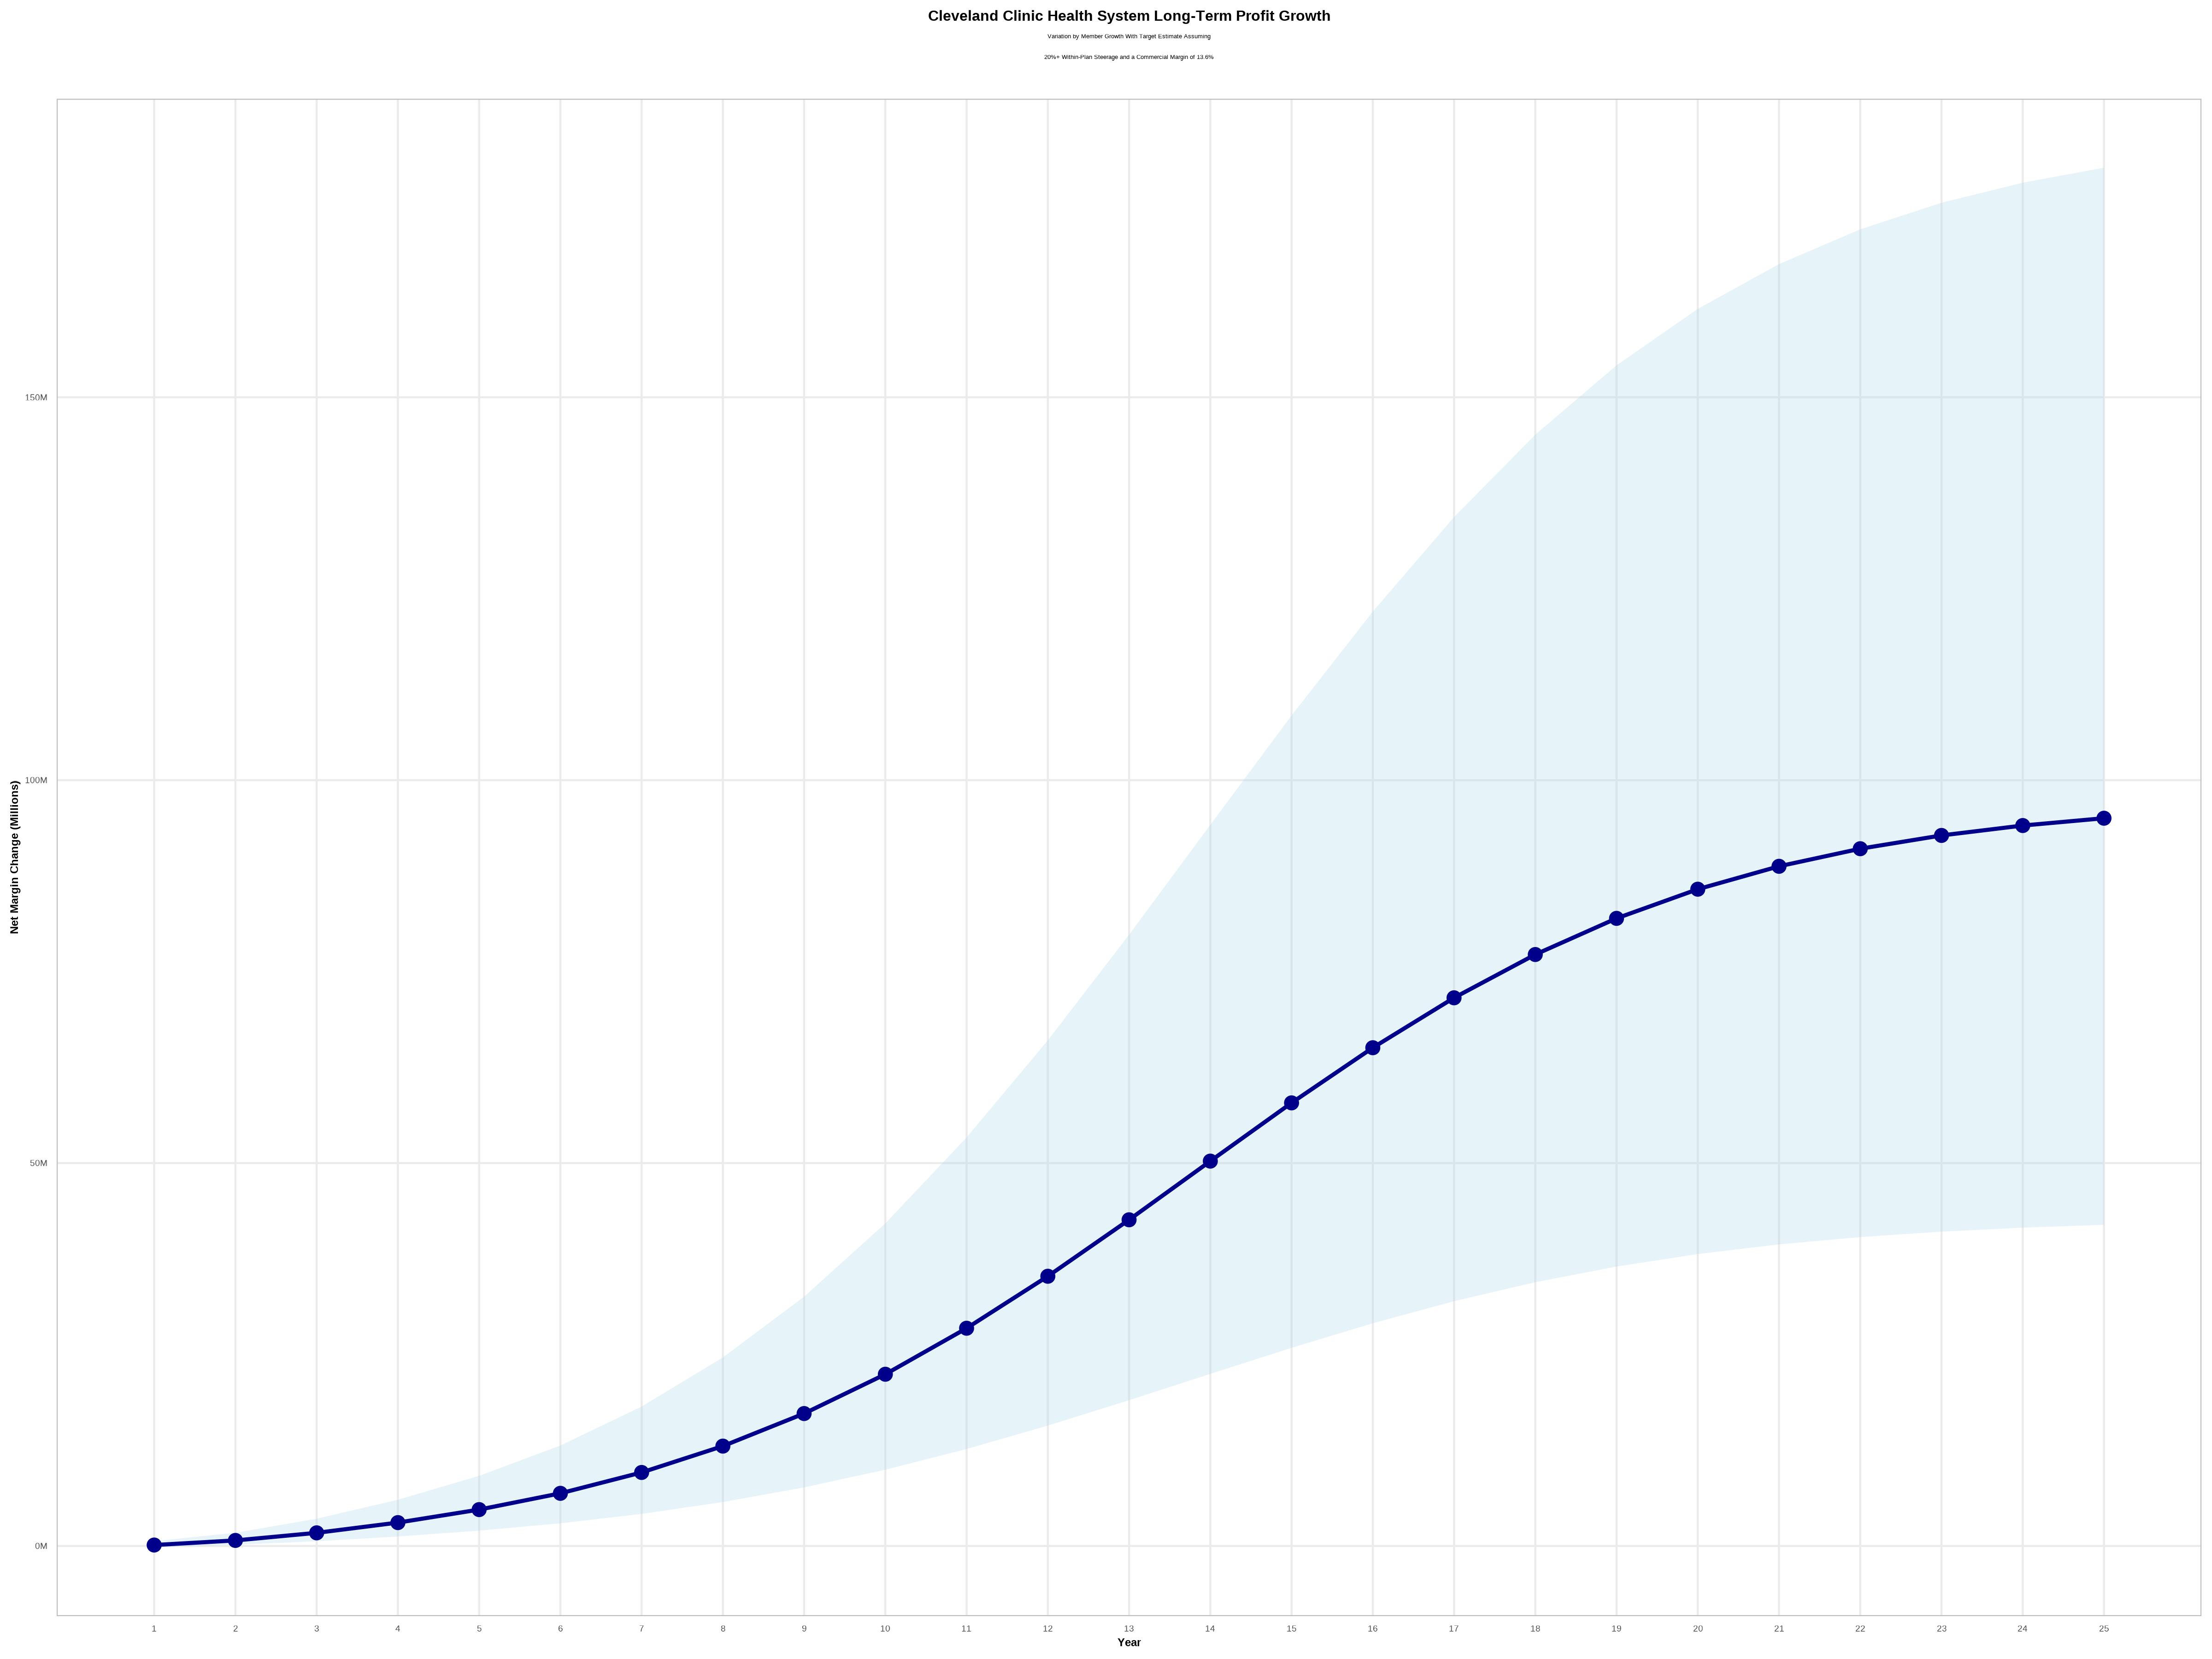 Cleveland Clinic Health System Long-Term Profit Growth
Variation by Member Growth With Target Estimate Assuming
20%+ Within-Plan Steerage and a Commercial Margin of 13.6%
Net Margin Change (Millions)
150M
100M
50M
0M
1 2 3 4 5 6 7 8 9 10 11 12 13 14 15 16 17 18 19 20 21 22 23 24 25
Year